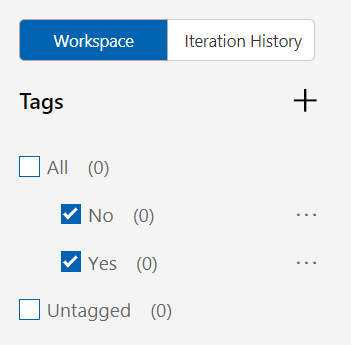 Workspace Iteration History
Tags
All (0)
No (0)
Yes (0)
Untagged (0)